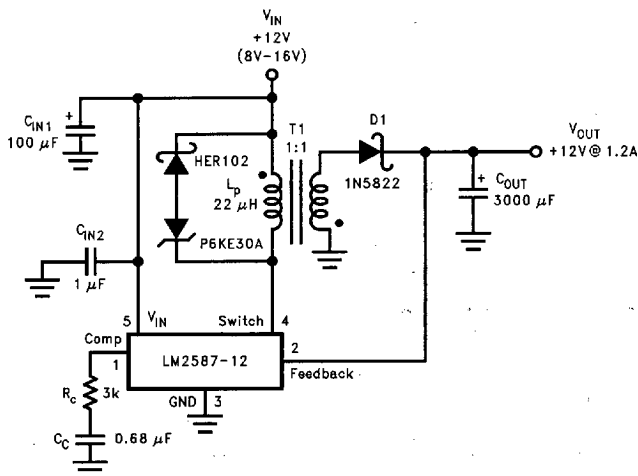 VIN
+12V
(8V–16V)
CIN1
100 µF
+
HER102
T1
1:1
D1
1N5822
VOUT
+12V @ 1.2A
LP
22 µH
+
COUT
3000 µF
P6KE30A
CIN2
1 µF
5
VIN
Switch
4
Comp
1
LM2587-12
2
Feedback
RC
3k
GND
3
CC
0.68 µF